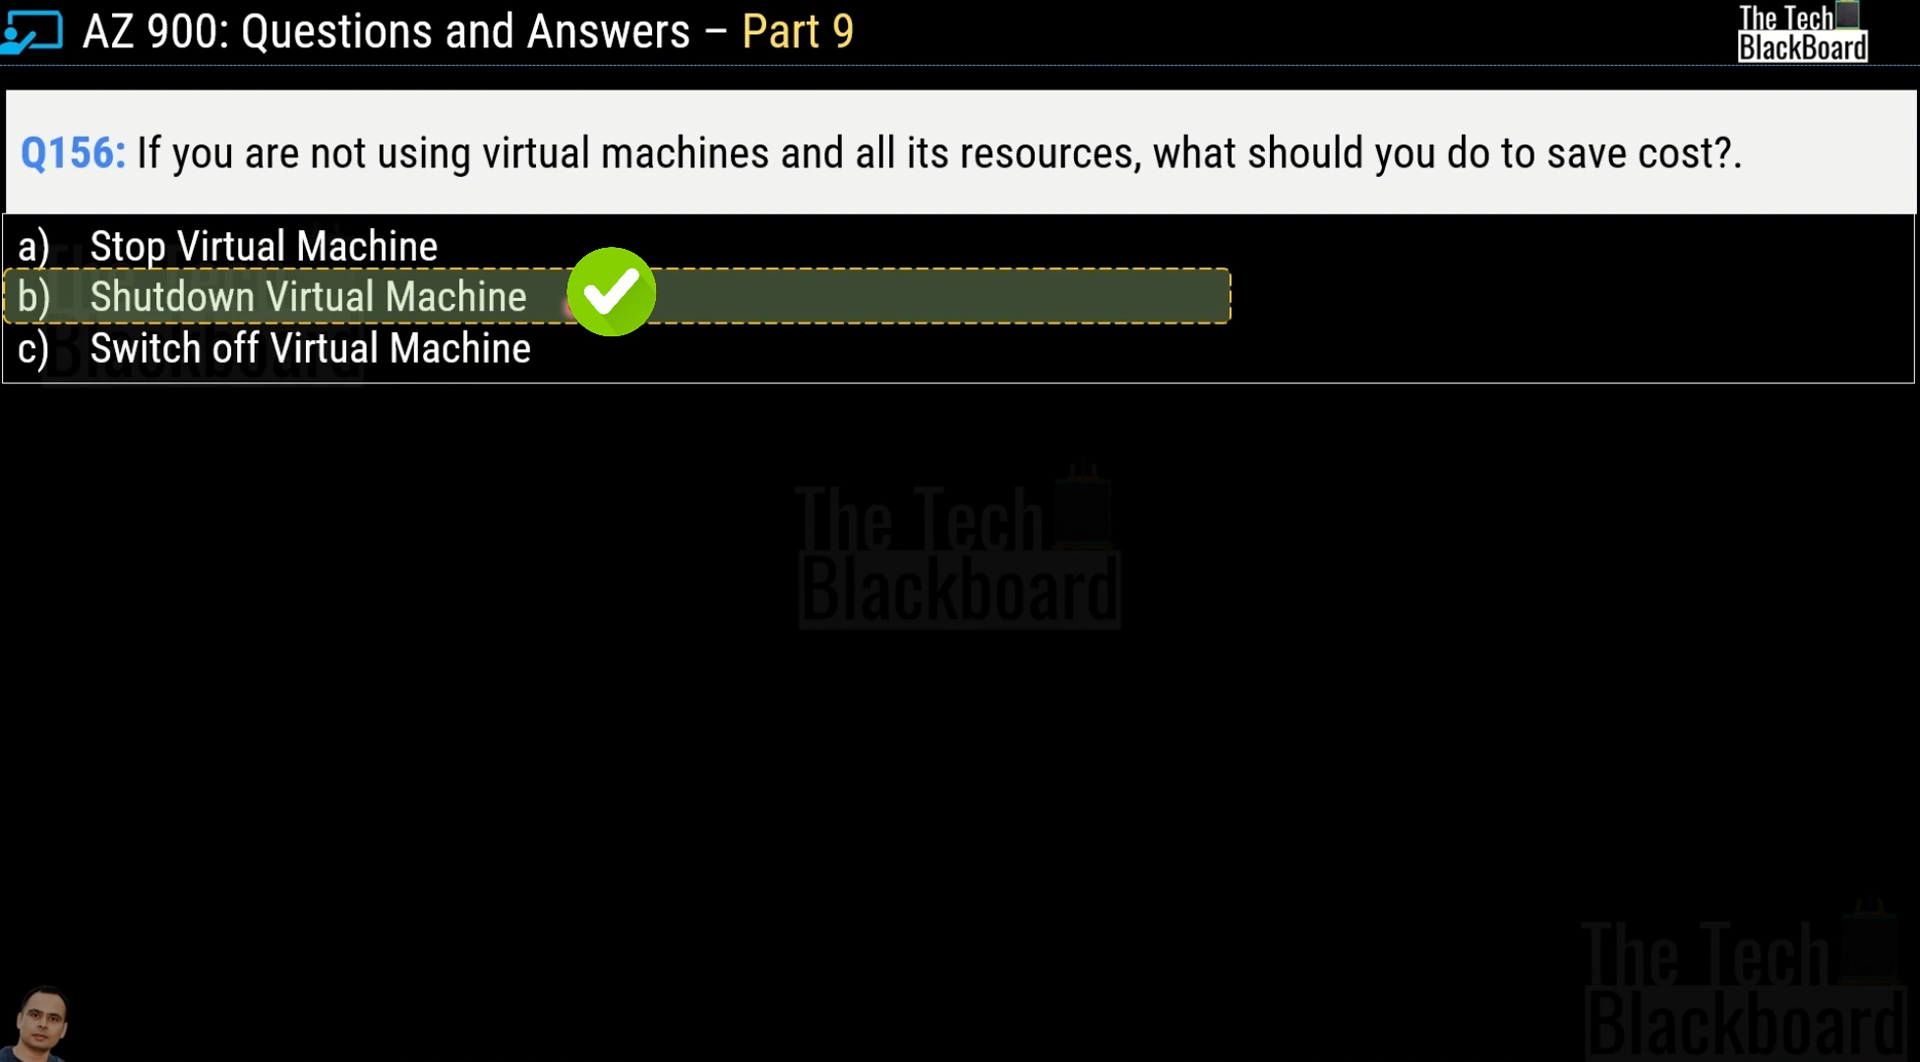 AZ 900: Questions and Answers – Part 9
The Tech
BlackBoard
Q156: If you are not using virtual machines and all its resources, what should you do to save cost?.
a) Stop Virtual Machine
b) Shutdown Virtual Machine
c) Switch off Virtual Machine
The Tech
Blackboard
The Tech
Blackboard